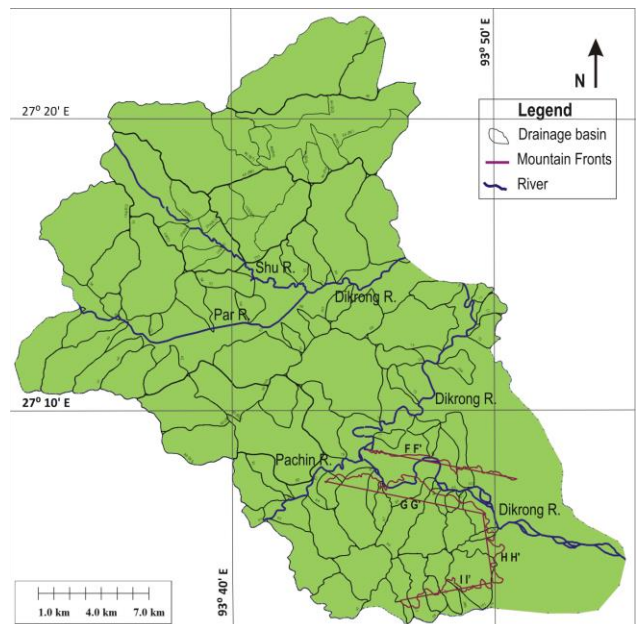 93° 50' E
N
27° 20' E
Legend
Drainage basin
Mountain Fronts
River
Shu R.
Dikrong R.
Par R.
Dikrong R.
27° 10' E
F F'
Pachin R.
G G'
Dikrong R.
H H'
I I'
93° 40' E
1.0 km 4.0 km 7.0 km